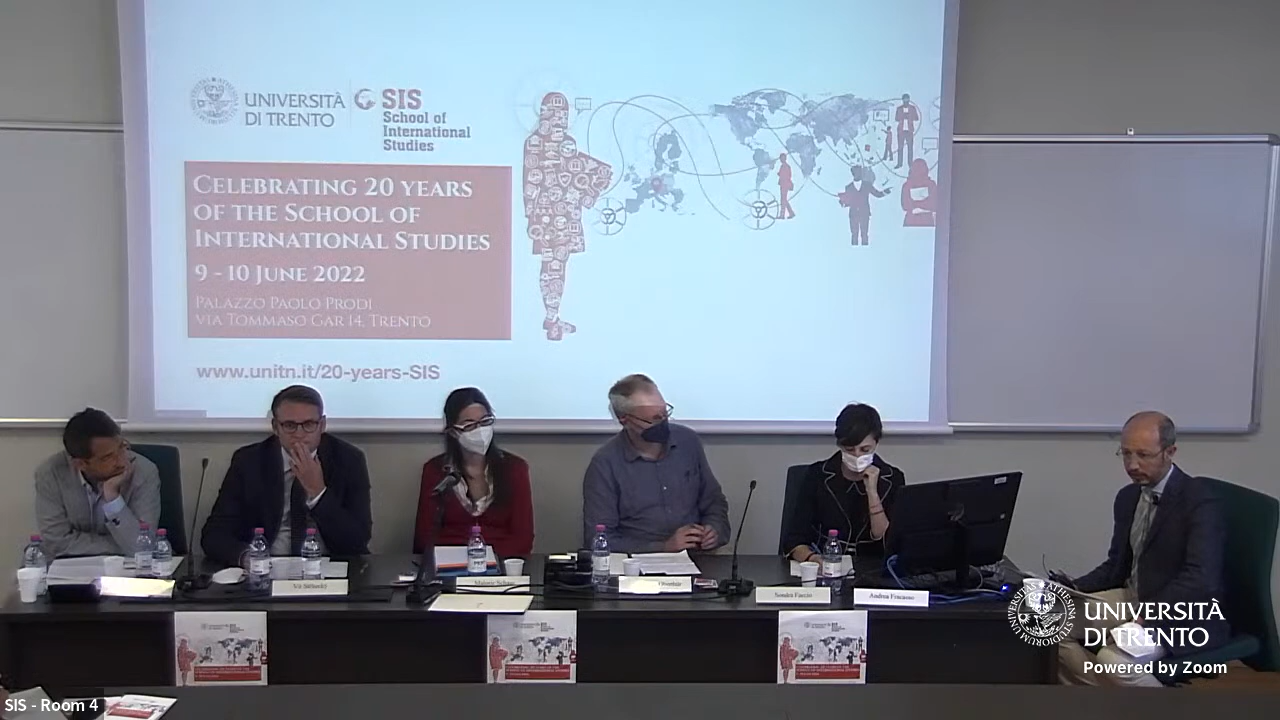 UNIVERSITÀ
DI TRENTO
SIS
School of
International
Studies
CELEBRATING 20 YEARS
OF THE SCHOOL OF
INTERNATIONAL STUDIES
9 - 10 JUNE 2022
PALAZZO PAOLO PRODI
VIA TOMMASO GAR 14, TRENTO
www.unitn.it/20-years-SIS
Sondra Faccio
Andrea Fracasso
UNIVERSITÀ
DI TRENTO
Powered by Zoom
SIS - Room 4